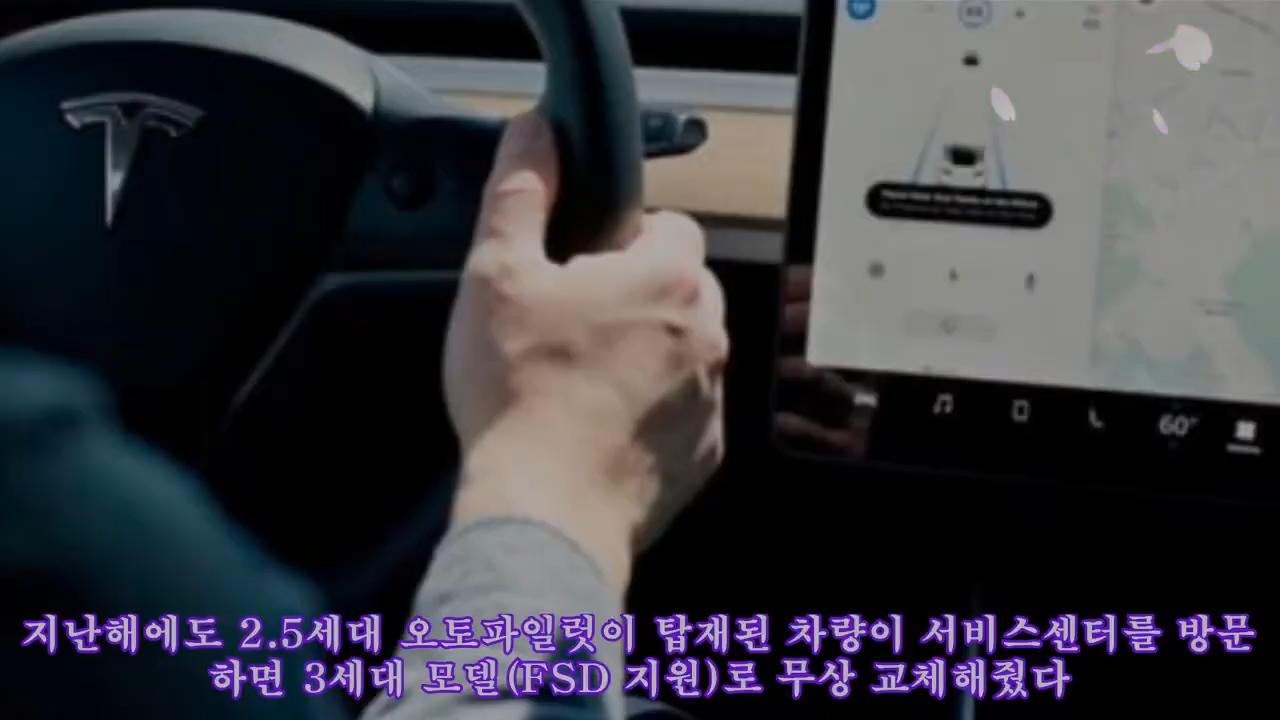 60°
지난해에도 2.5세대 오토파일럿이 탑재된 차량이 서비스센터를 방문
하면 3세대 모델(FSD 지원)로 무상 교체해줬다